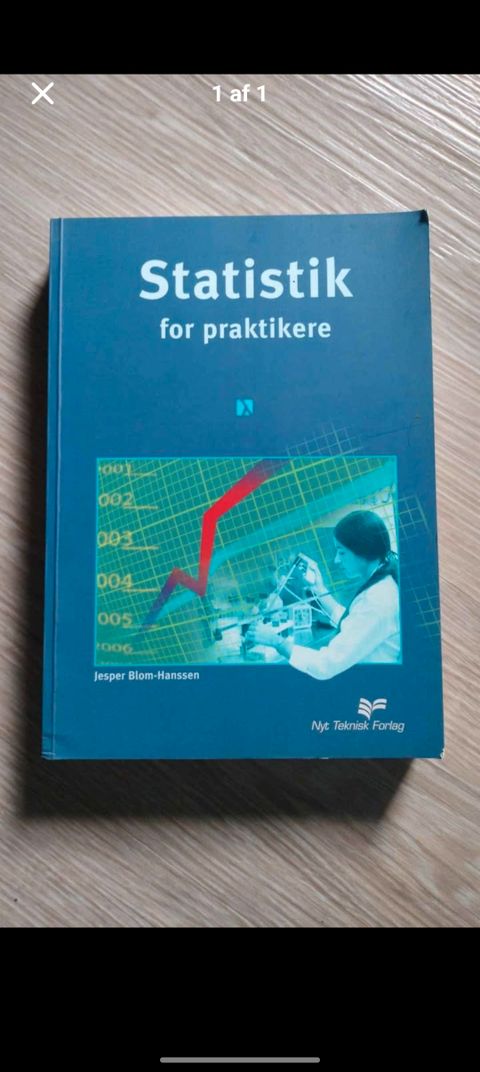 1 af 1
Statistik
for praktikere
001
002
003
004
005
006
Jesper Blom-Hanssen
Nyt Teknisk Forlag